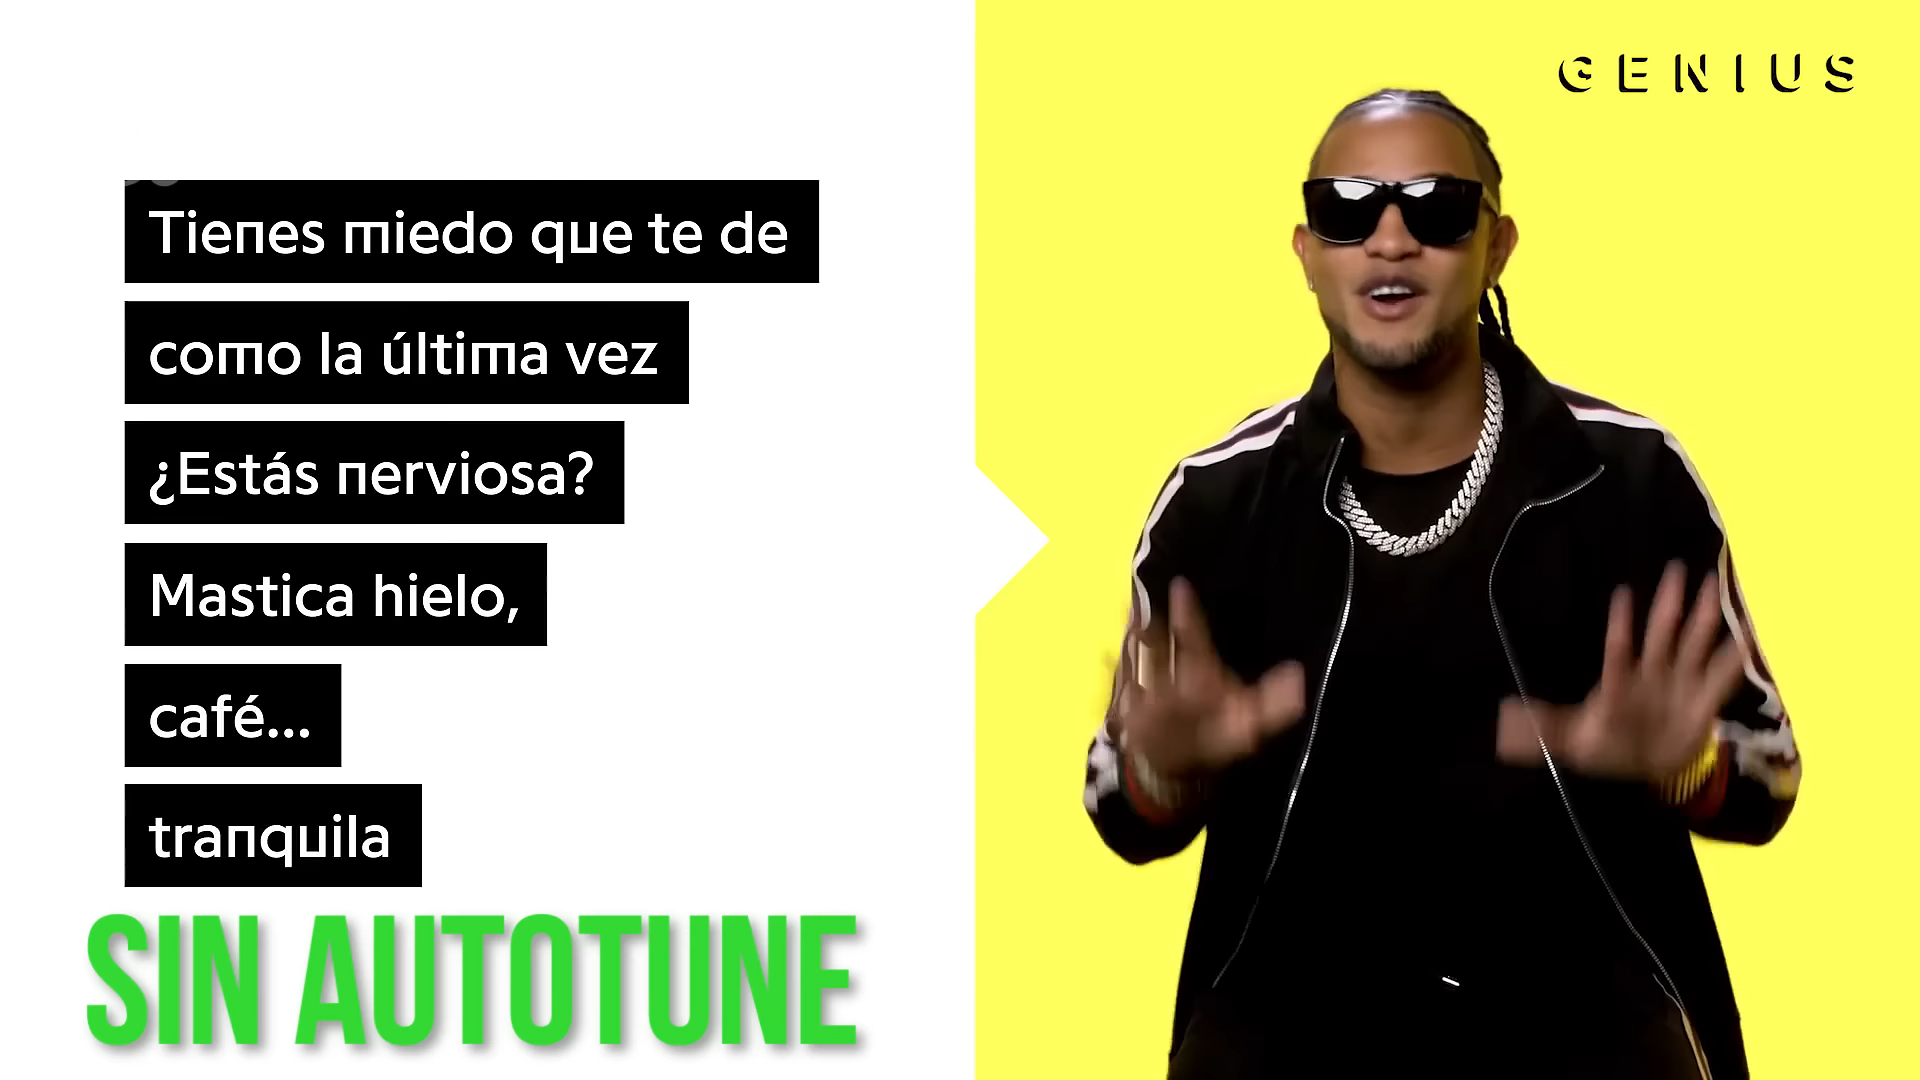 GENIUS
Tienes miedo que te de
como la última vez
¿Estás nerviosa?
Mastica hielo,
café...
tranquila
SIN AUTOTUNE